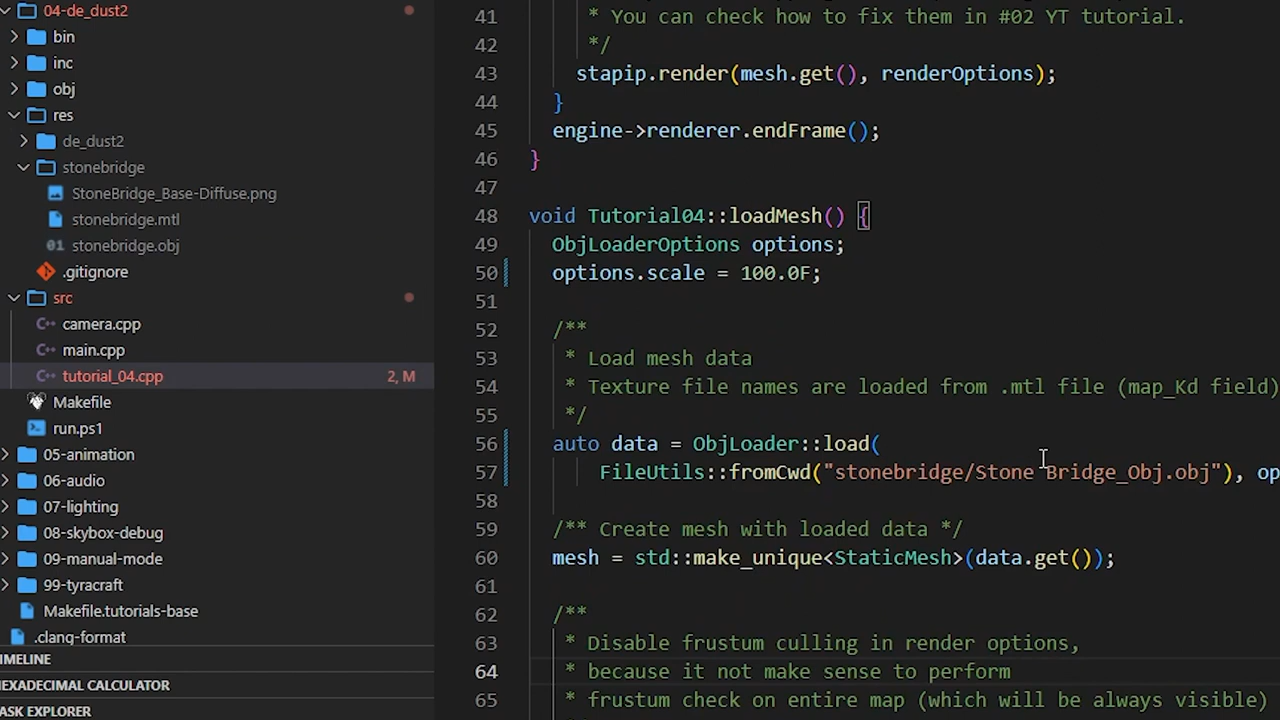 04-de_dust2
bin
inc
obj
res
de_dust2
stonebridge
StoneBridge_Base-Diffuse.png
stonebridge.mtl
01 stonebridge.obj
.gitignore
src
C++ camera.cpp
C++ main.cpp
C++ tutorial_04.cpp 2, M
Makefile
run.ps1
05-animation
06-audio
07-lighting
08-skybox-debug
09-manual-mode
99-tyracraft
Makefile.tutorials-base
.clang-format
IMELINE
EXADECIMAL CALCULATOR
ASK EXPLORER
41 * You can check how to fix them in #02 YT tutorial.
42 */
43 stapip.render(mesh.get(), renderOptions);
44 }
45 engine->renderer.endFrame();
46 }
47
48 void Tutorial04::loadMesh() {
49 ObjLoaderOptions options;
50 options.scale = 100.0F;
51
52 /**
53 * Load mesh data
54 * Texture file names are loaded from .mtl file (map_Kd field)
55 */
56 auto data = ObjLoader::load(
57 FileUtils::fromCwd("stonebridge/Stone Bridge_Obj.obj"), op
58
59 /** Create mesh with loaded data */
60 mesh = std::make_unique<StaticMesh>(data.get());
61
62 /**
63 * Disable frustum culling in render options,
64 * because it not make sense to perform
65 * frustum check on entire map (which will be always visible)